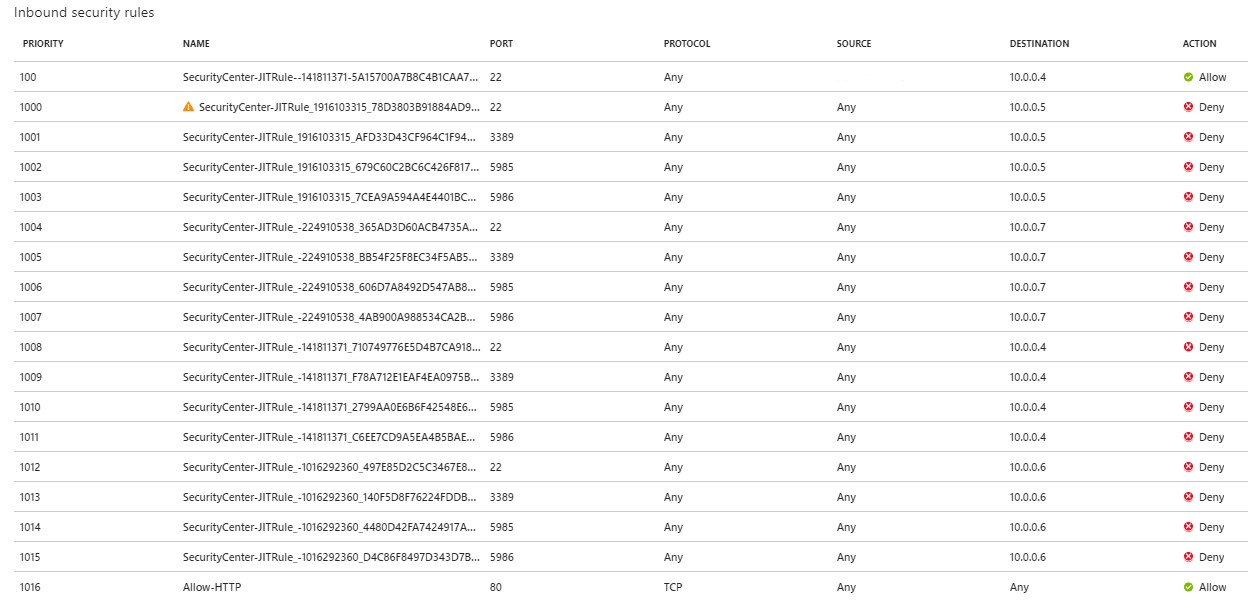 Inbound security rules
PRIORITY NAME PORT PROTOCOL SOURCE DESTINATION ACTION
100 SecurityCenter-JITRule--141811371-5A15700A7B8C4B1CAA7... 22 Any 10.0.0.4 Allow
1000 SecurityCenter-JITRule_1916103315_78D3803B91884AD9... 22 Any Any 10.0.0.5 Deny
1001 SecurityCenter-JITRule_1916103315_AFD33D43CF964C1F94... 3389 Any Any 10.0.0.5 Deny
1002 SecurityCenter-JITRule_1916103315_679C60C2BC6C426F817... 5985 Any Any 10.0.0.5 Deny
1003 SecurityCenter-JITRule_1916103315_7CEA9A594A4E4401BC... 5986 Any Any 10.0.0.5 Deny
1004 SecurityCenter-JITRule_-224910538_365AD3D60ACB4735A... 22 Any Any 10.0.0.7 Deny
1005 SecurityCenter-JITRule_-224910538_BB54F25F8EC34F5AB5... 3389 Any Any 10.0.0.7 Deny
1006 SecurityCenter-JITRule_-224910538_606D7A8492D547AB8... 5985 Any Any 10.0.0.7 Deny
1007 SecurityCenter-JITRule_-224910538_4AB900A988534CA2B... 5986 Any Any 10.0.0.7 Deny
1008 SecurityCenter-JITRule_-141811371_710749776E5D4B7CA918... 22 Any Any 10.0.0.4 Deny
1009 SecurityCenter-JITRule_-141811371_F78A712E1EAF4EA0975B... 3389 Any Any 10.0.0.4 Deny
1010 SecurityCenter-JITRule_-141811371_2799AA0E6B6F42548E6... 5985 Any Any 10.0.0.4 Deny
1011 SecurityCenter-JITRule_-141811371_C6EE7CD9A5EA4B5BAE... 5986 Any Any 10.0.0.4 Deny
1012 SecurityCenter-JITRule_-1016292360_497E85D2C5C3467E8... 22 Any Any 10.0.0.6 Deny
1013 SecurityCenter-JITRule_-1016292360_140F5D8F76224FDDB... 3389 Any Any 10.0.0.6 Deny
1014 SecurityCenter-JITRule_-1016292360_4480D42FA7424917A... 5985 Any Any 10.0.0.6 Deny
1015 SecurityCenter-JITRule_-1016292360_D4C86F8497D343D7B... 5986 Any Any 10.0.0.6 Deny
1016 Allow-HTTP 80 TCP Any Any Allow